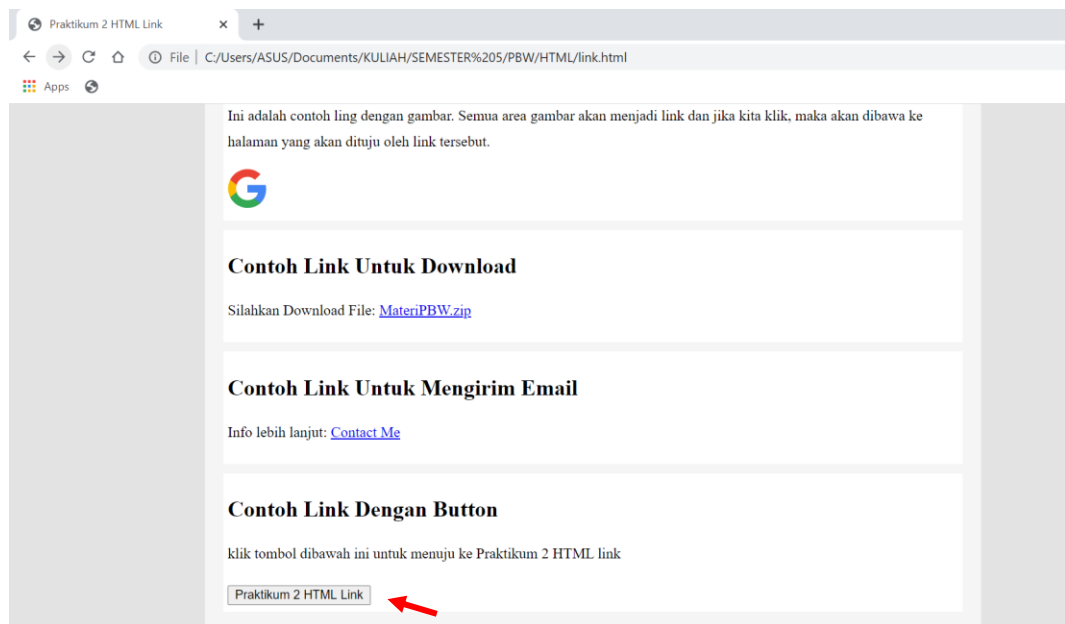 Praktikum 2 HTML Link
File | C:/Users/ASUS/Documents/KULIAH/SEMESTER%205/PBW/HTML/link.html
Apps
Ini adalah contoh ling dengan gambar. Semua area gambar akan menjadi link dan jika kita klik, maka akan dibawa ke
halaman yang akan dituju oleh link tersebut.
Contoh Link Untuk Download
Silahkan Download File: MateriPBW.zip
Contoh Link Untuk Mengirim Email
Info lebih lanjut: Contact Me
Contoh Link Dengan Button
klik tombol dibawah ini untuk menuju ke Praktikum 2 HTML link
Praktikum 2 HTML Link